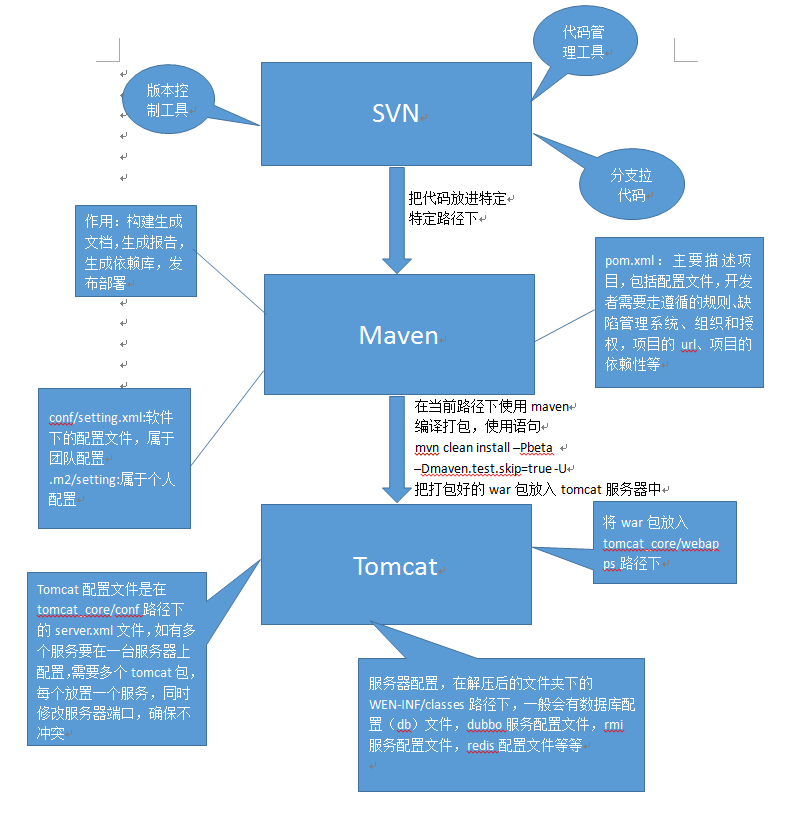 代码管
理工具
版本控
制工具
SVN
分支拉
代码
把代码放进特定
特定路径下
作用：构建生成
文档，生成报告，
生成依赖库，发
布部署
pom.xml：主要描述项
目，包括配置文件，开发
者需要走遵循的规则、缺
陷管理系统、组织和授
权，项目的 url、项目的
依赖性等
Maven
conf/setting.xml:软件
下的配置文件，属于
团队配置
.m2/setting:属于个人
配置
在当前路径下使用 maven
编译打包，使用语句
mvn clean install –Pbeta
–Dmaven.test.skip=true -U
把打包好的 war 包放入 tomcat 服务器中
将 war 包放入
tomcat_core/webap
ps 路径下
Tomcat
Tomcat 配置文件是在
tomcat_core/conf 路径下
的 server.xml 文件，如有多
个服务要在一台服务器上
配置，需要多个 tomcat 包，
每个放置一个服务，同时
修改服务器端口，确保不
冲突
服务器配置，在解压后的文件夹下的
WEN-INF/classes 路径下，一般会有数据库配
置（db）文件，dubbo 服务配置文件，rmi
服务配置文件，redis 配置文件等等